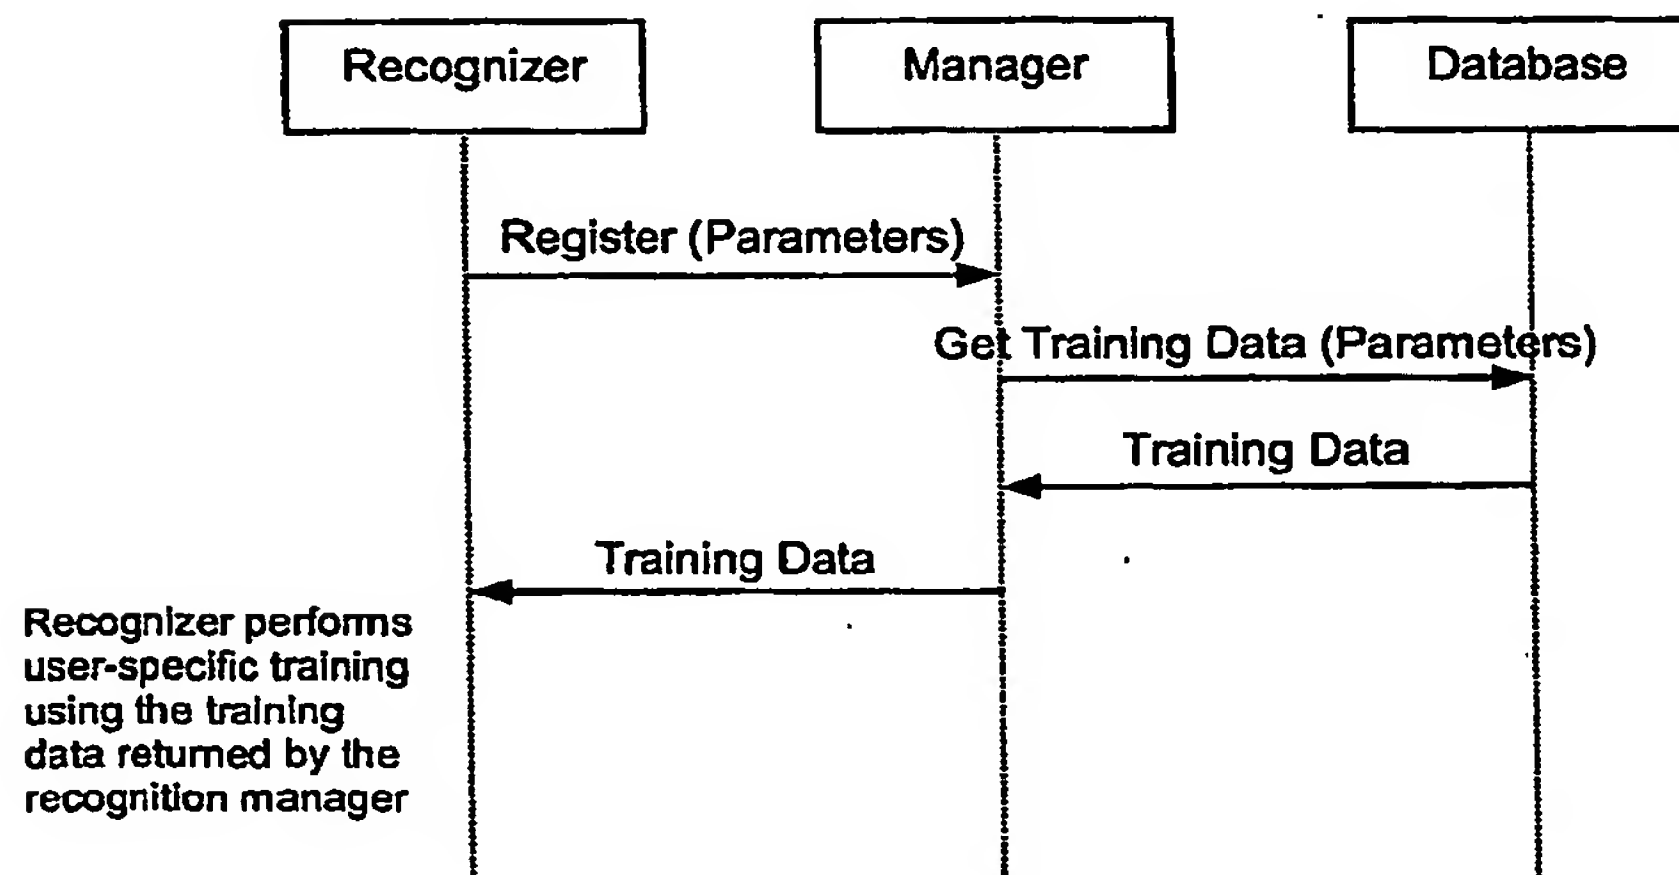 Recognizer
Manager
Database
Register (Parameters)
Get Training Data (Parameters)
Training Data
Training Data
Recognizer performs
user-specific training
using the training
data returned by the
recognition manager